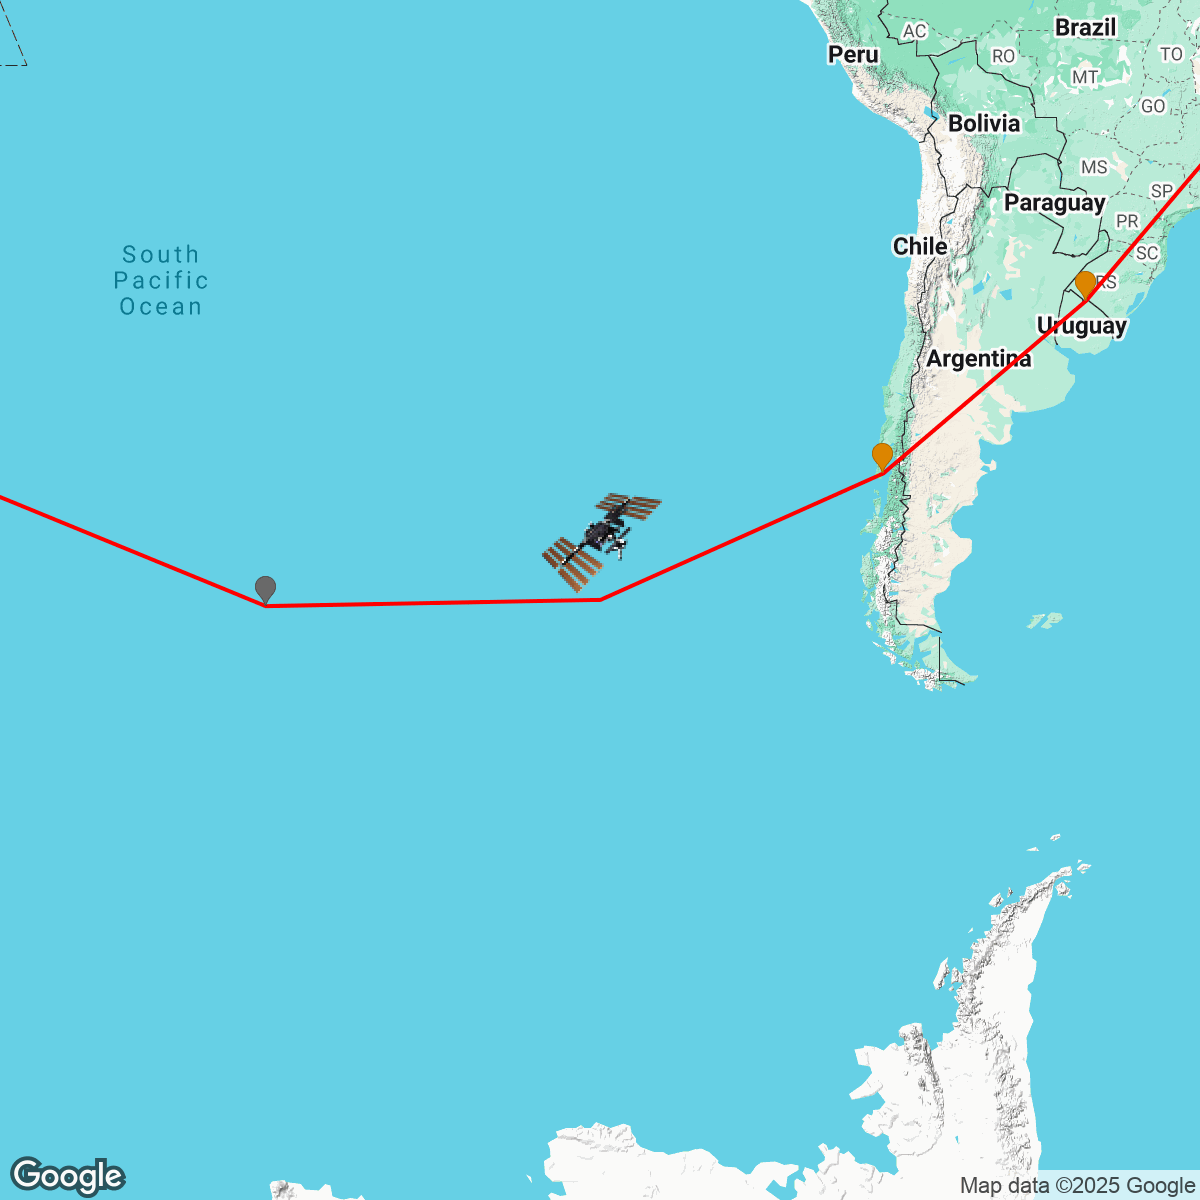 Brazil
AC
Peru
RO
TO
MT
GO
Bolivia
MS
SP
Paraguay
PR
Chile
SC
South
Pacific
Ocean
RS
Uruguay
Argentina
Google
Map data ©2025 Google